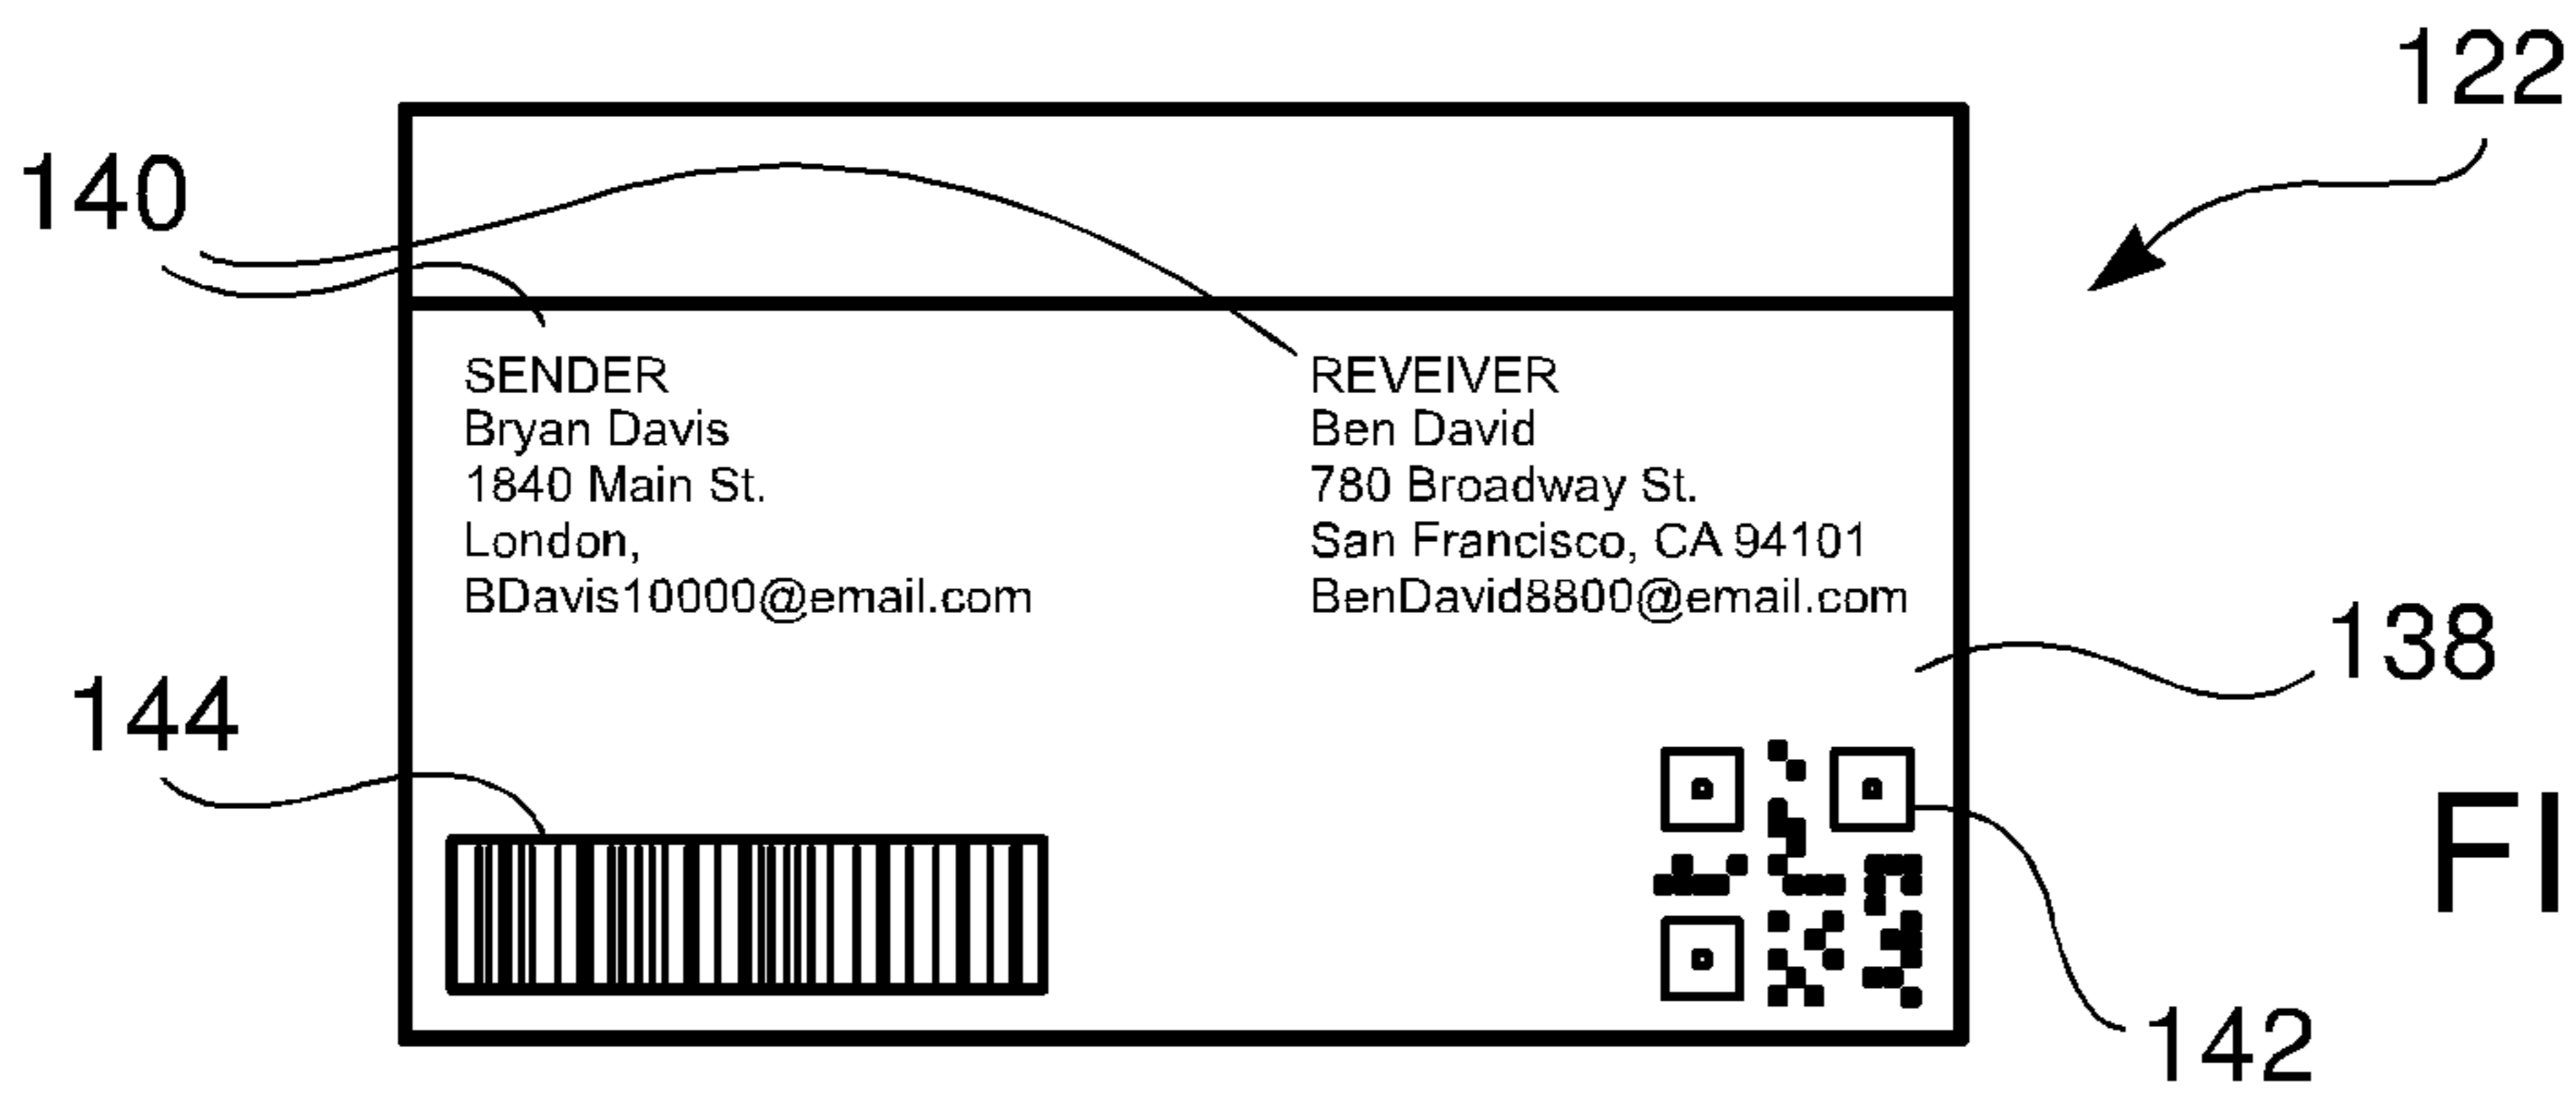 122
140
SENDER
Bryan Davis
1840 Main St.
London,
BDavis10000@email.com
REVEIVER
Ben David
780 Broadway St.
San Francisco, CA 94101
BenDavid8800@email.com
138
144
FI
142